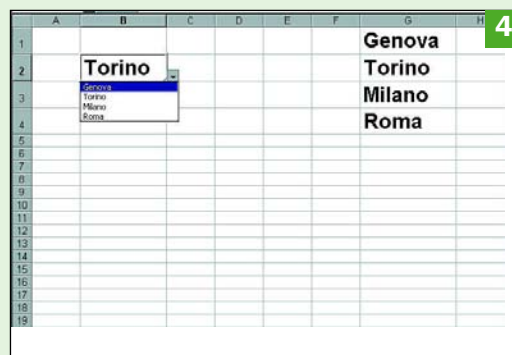 A B C D E F G H
4
1 Genova
2 Torino Torino
Genova
Torino
3 Milano
Milano
Roma
4 Roma
5
6
7
8
9
10
11
12
13
14
15
16
17
18
19